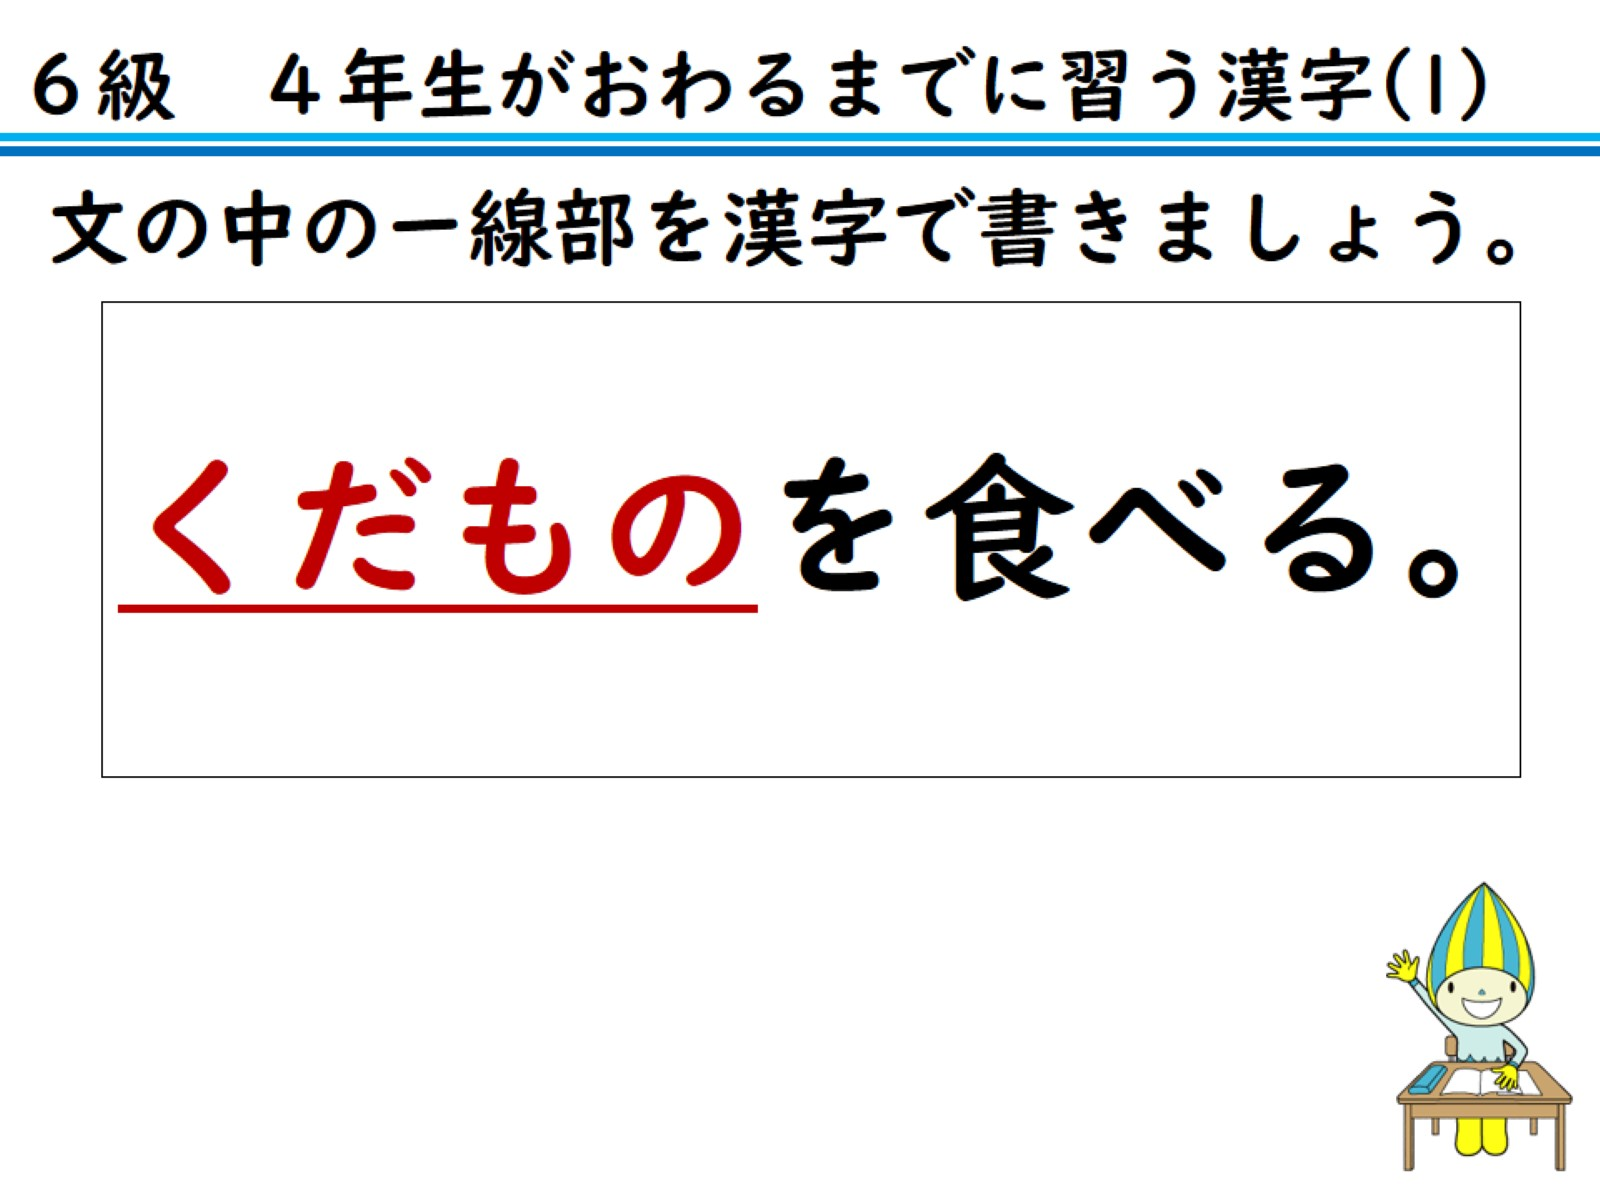 ６級　４年生がおわるまでに習う漢字(1)
文の中の―線部を漢字で書きましょう。
くだものを食べる。